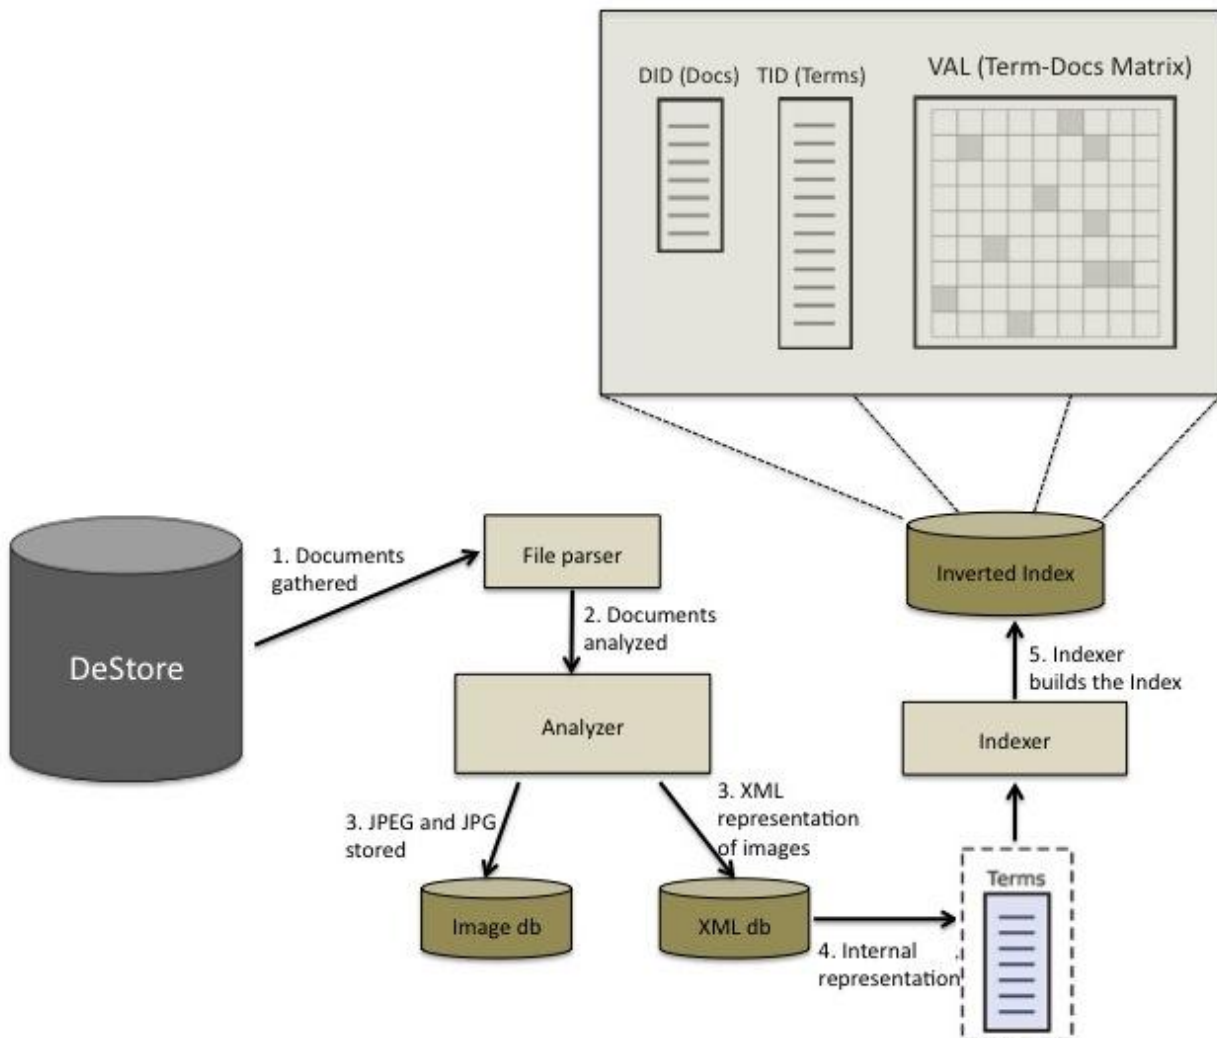 DID (Docs)
TID (Terms)
VAL (Term-Docs Matrix)
DeStore
1. Documents
gathered
File parser
2. Documents
analyzed
Analyzer
3. JPEG and JPG
stored
3. XML
representation
of images
Image db
XML db
4. Internal
representation
Terms
Indexer
5. Indexer
builds the Index
Inverted Index